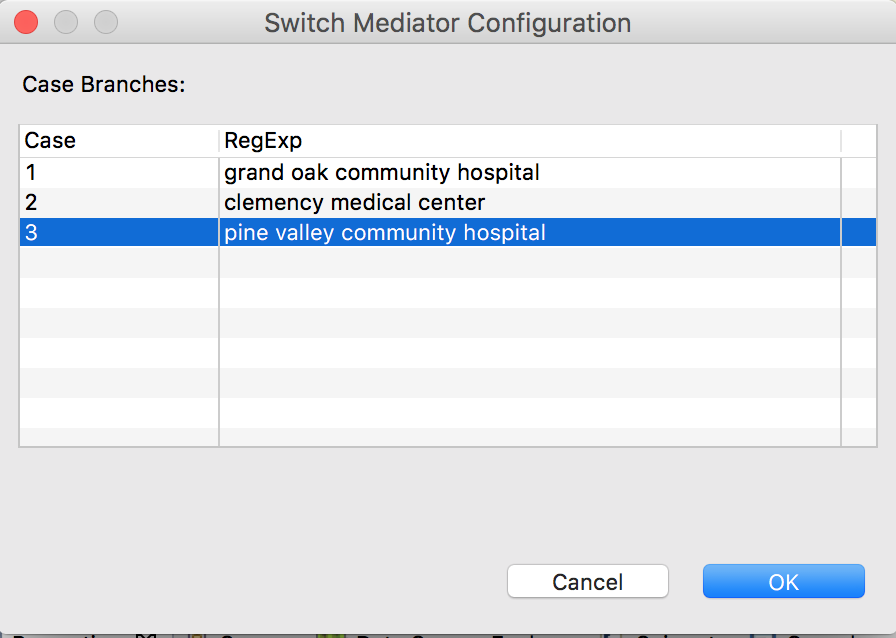 Switch Mediator Configuration
Case Branches:
Case RegExp
1 grand oak community hospital
2 clemency medical center
3 pine valley community hospital
Cancel OK